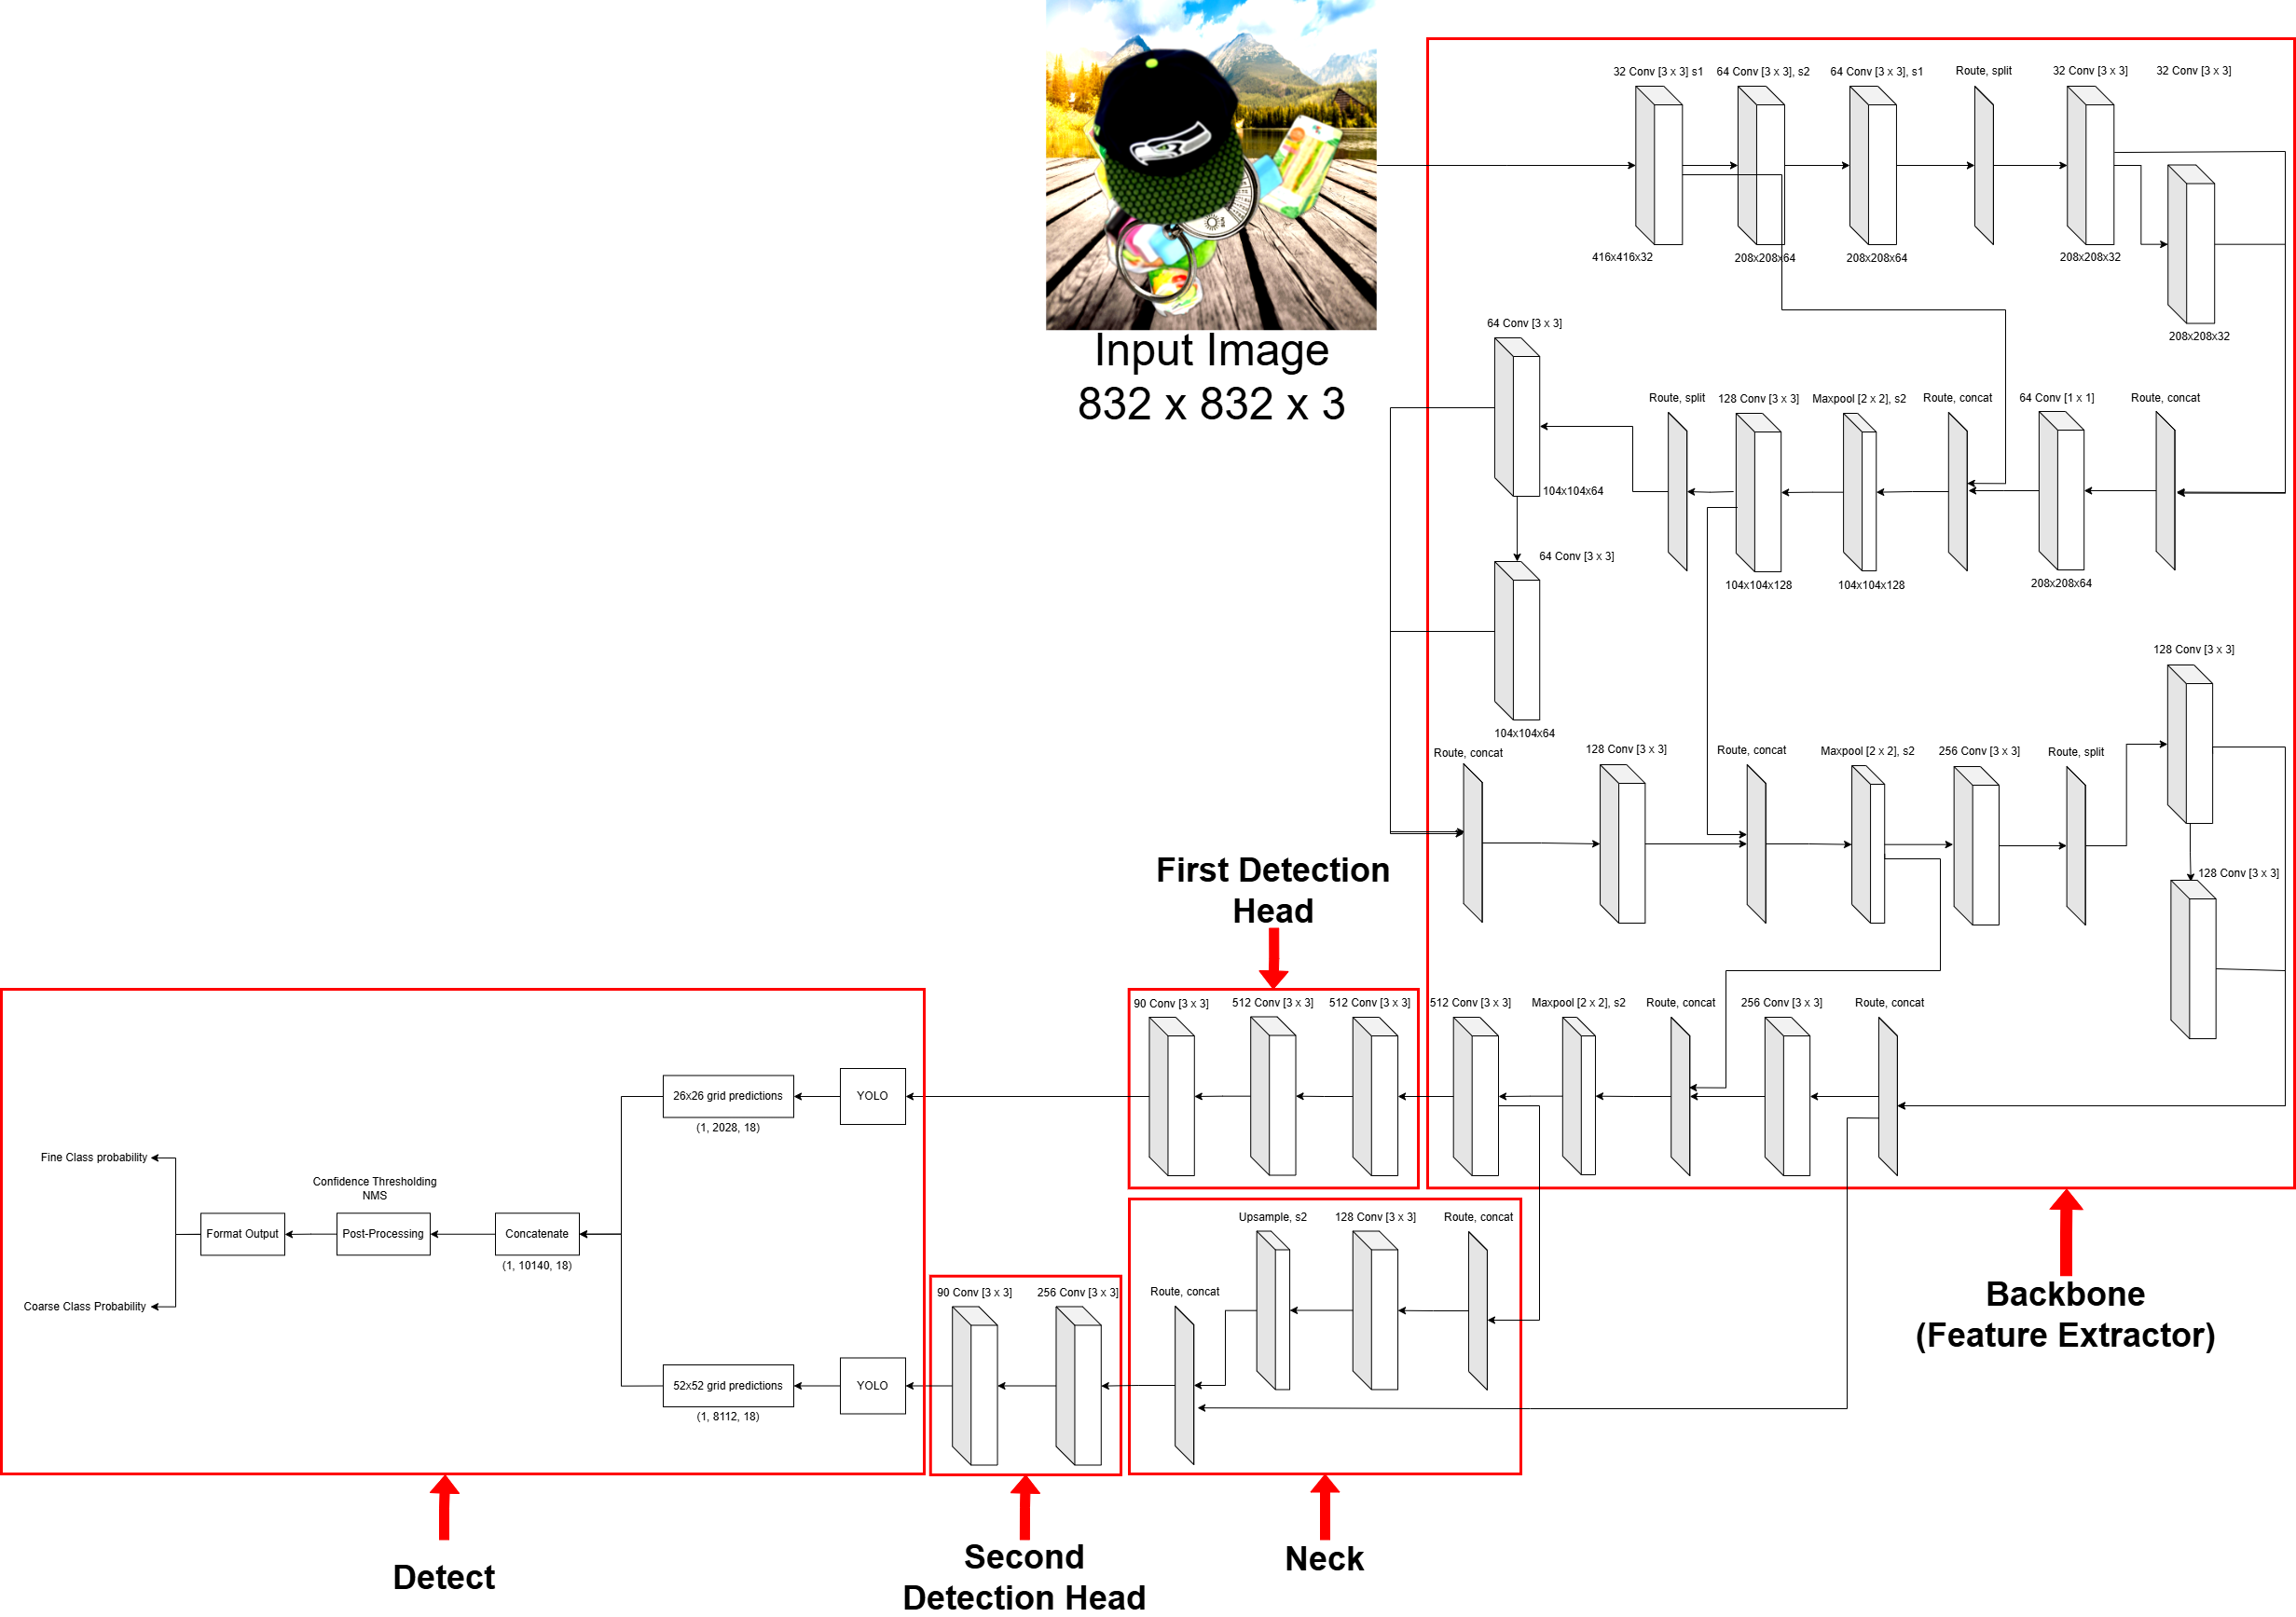 Input Image
832 x 832 x 3
32 Conv [3 x 3] s1
64 Conv [3 x 3], s2
64 Conv [3 x 3], s1
Route, split
32 Conv [3 x 3]
32 Conv [3 x 3]
416x416x32
208x208x64
208x208x64
208x208x32
208x208x32
64 Conv [3 x 3]
Route, split
128 Conv [3 x 3]
Maxpool [2 x 2], s2
Route, concat
64 Conv [1 x 1]
Route, concat
104x104x64
104x104x128
104x104x128
208x208x64
64 Conv [3 x 3]
104x104x64
128 Conv [3 x 3]
Route, concat
128 Conv [3 x 3]
Route, concat
Maxpool [2 x 2], s2
256 Conv [3 x 3]
Route, split
128 Conv [3 x 3]
First Detection
Head
90 Conv [3 x 3]
512 Conv [3 x 3]
512 Conv [3 x 3]
512 Conv [3 x 3]
Maxpool [2 x 2], s2
Route, concat
256 Conv [3 x 3]
Route, concat
26x26 grid predictions
YOLO
(1, 2028, 18)
Fine Class probability
Confidence Thresholding
NMS
Format Output
Post-Processing
Concatenate
(1, 10140, 18)
Coarse Class Probability
52x52 grid predictions
YOLO
(1, 8112, 18)
90 Conv [3 x 3]
256 Conv [3 x 3]
Upsample, s2
128 Conv [3 x 3]
Route, concat
Route, concat
Backbone
(Feature Extractor)
Detect
Second
Detection Head
Neck